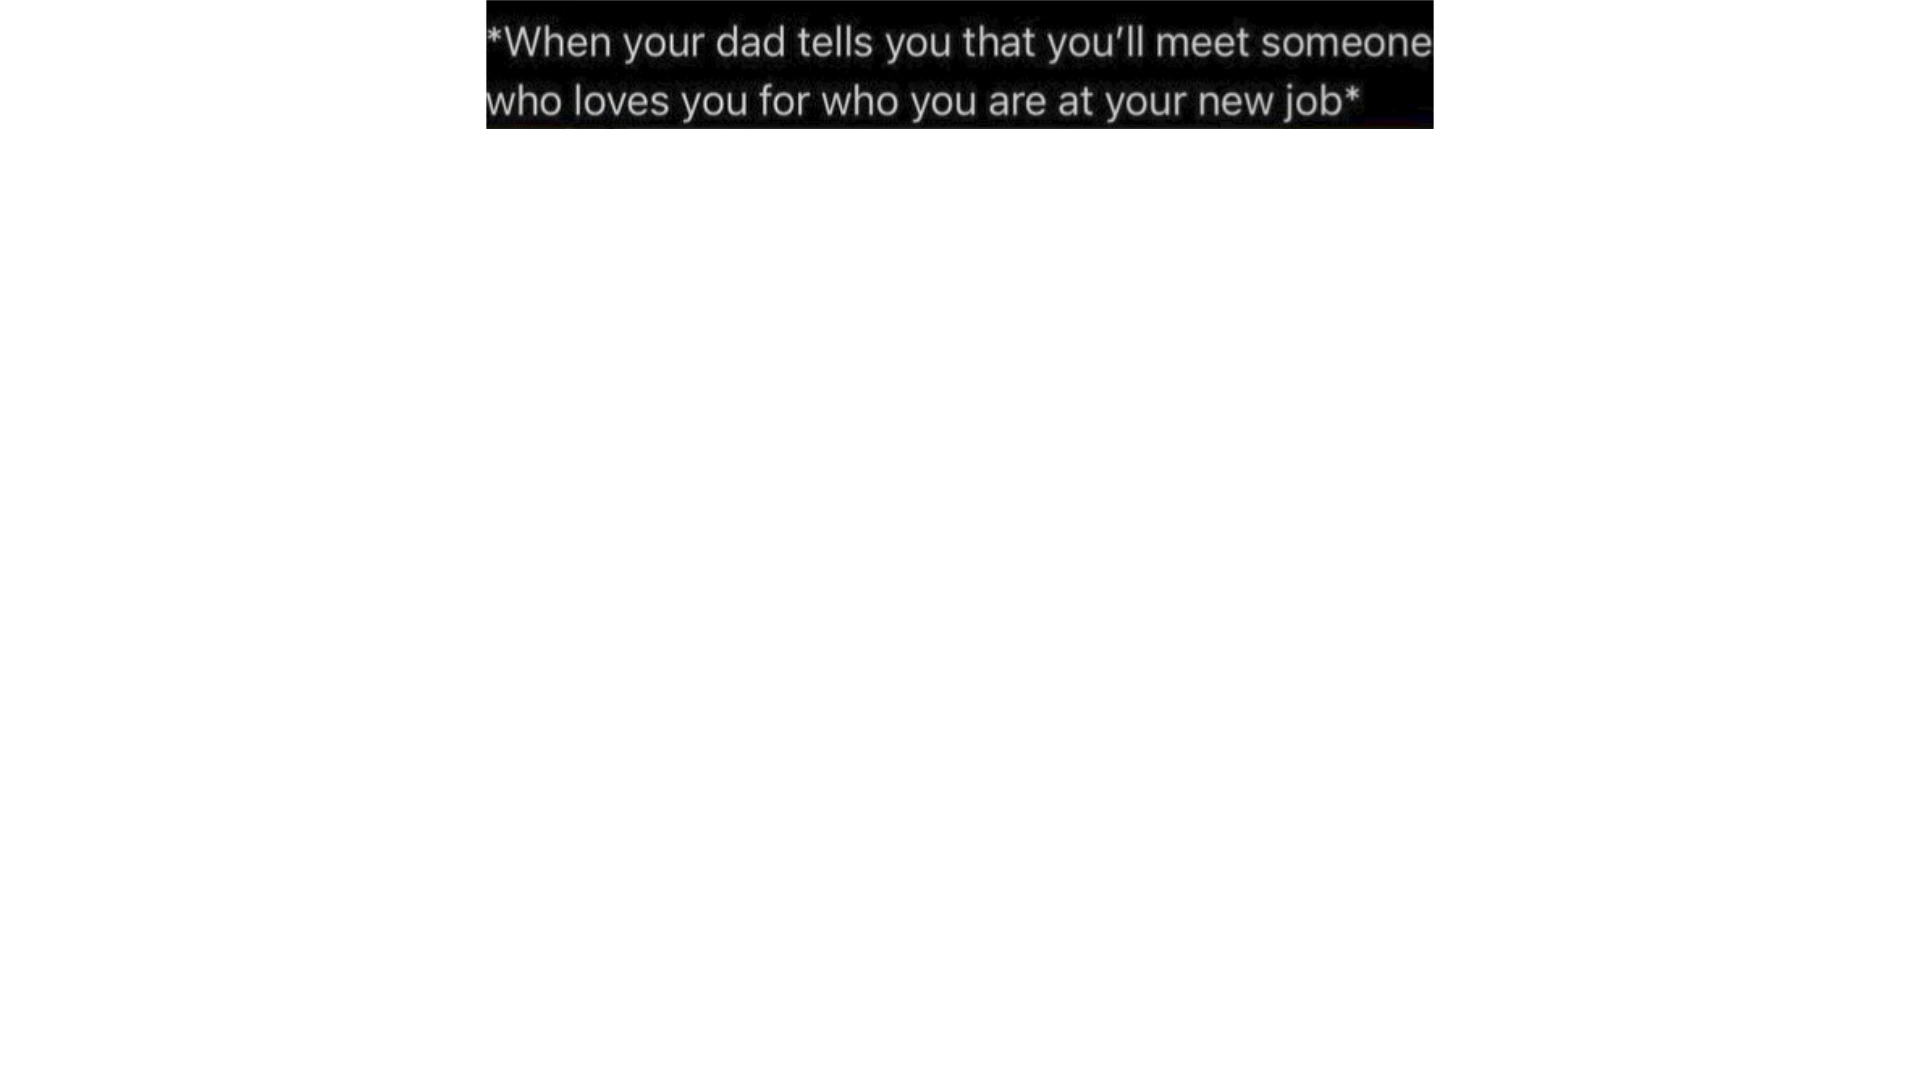 *When your dad tells you that you’ll meet someone
who loves you for who you are at your new job*